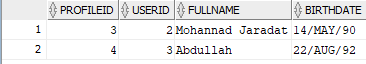 PROFILEID USERID FULLNAME BIRTHDATE
1 3 2 Mohannad Jaradat 14/MAY/90
2 4 3 Abdullah 22/AUG/92